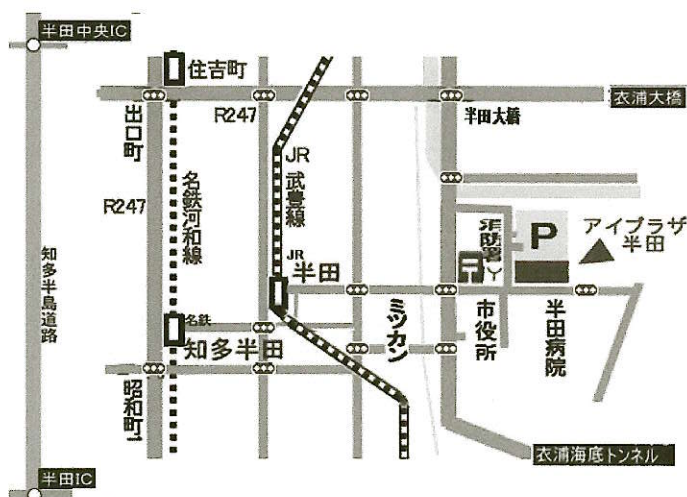 半田中央IC
住吉町
衣浦大橋
出口町
R247
半田大橋
JR
武豊線
R247
名鉄河和線
消防署
P
アイプラザ
半田
知多半島道路
JR
半田
ミツカン
市役所
半田病院
名鉄
知多半田
昭和町
衣浦海底トンネル
半田IC